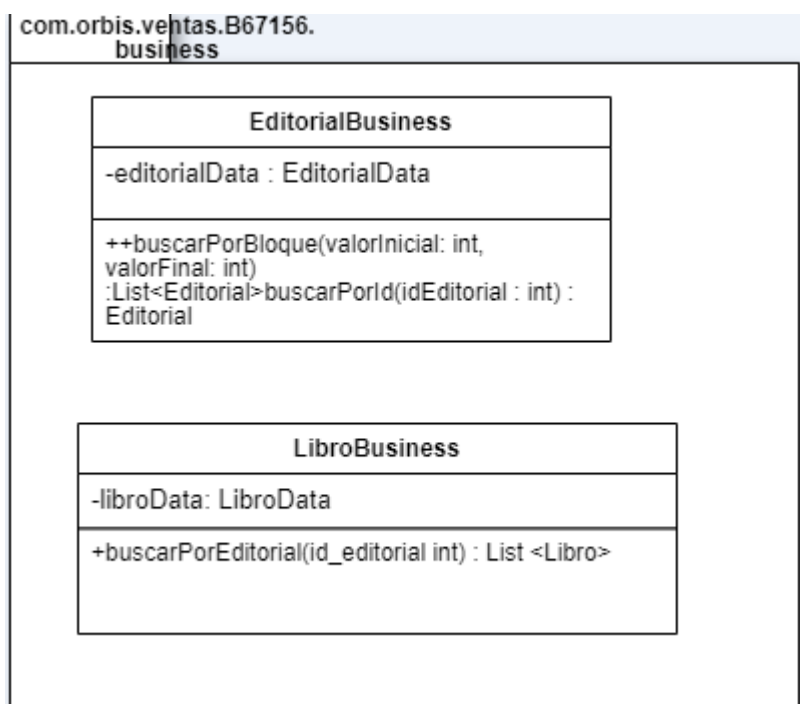 com.orbis.ventas.B67156.
business
EditorialBusiness
-editorialData : EditorialData
++buscarPorBloque(valorInicial: int,
valorFinal: int)
:List<Editorial>buscarPorId(idEditorial : int) :
Editorial
LibroBusiness
-libroData: LibroData
+buscarPorEditorial(id_editorial int) : List <Libro>